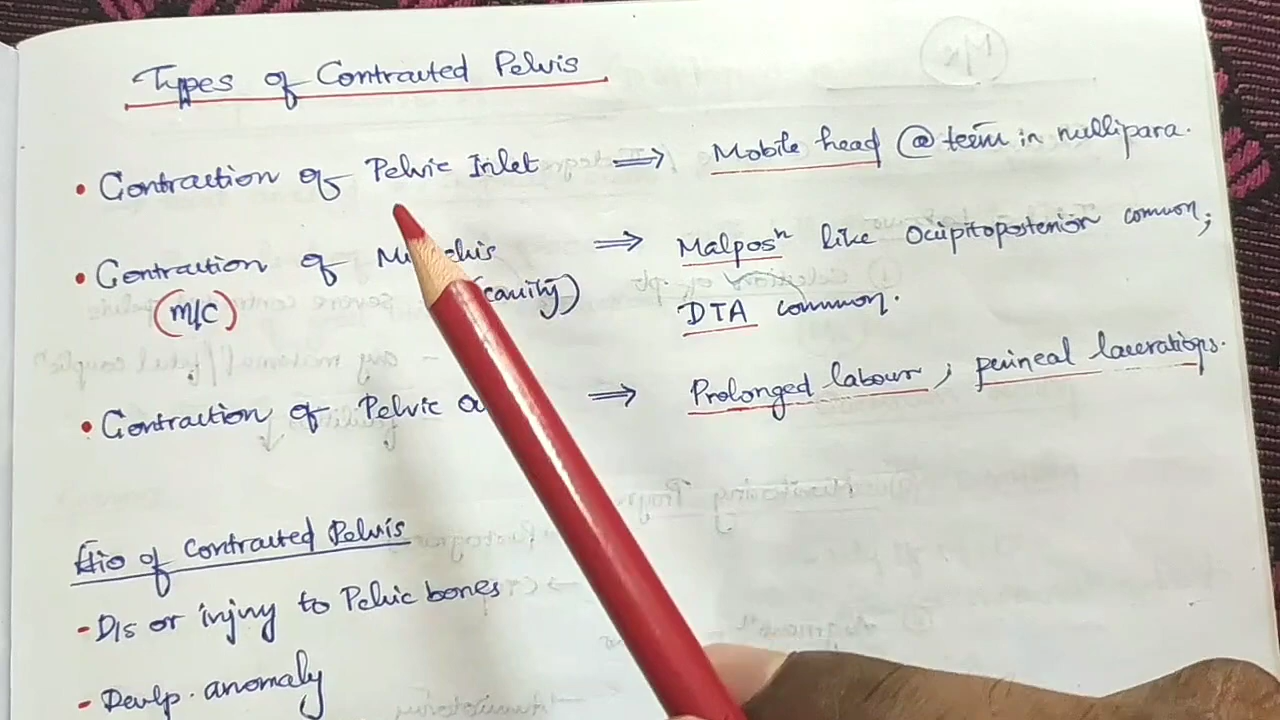 Types of Contracted Pelvis
• Contraction of Pelvic Inlet ⟹ Mobile head @ term in nullipara.
• Contraction of ⟹ Malposⁿ like Occipitoposterior common;
(m/c) (cavity) DTA common.
• Contraction of Pelvic ⟹ Prolonged labour ; perineal lacerations.
Etio of Contracted Pelvis
- D/s or injury to Pelvic bones
- Devlp. anomaly